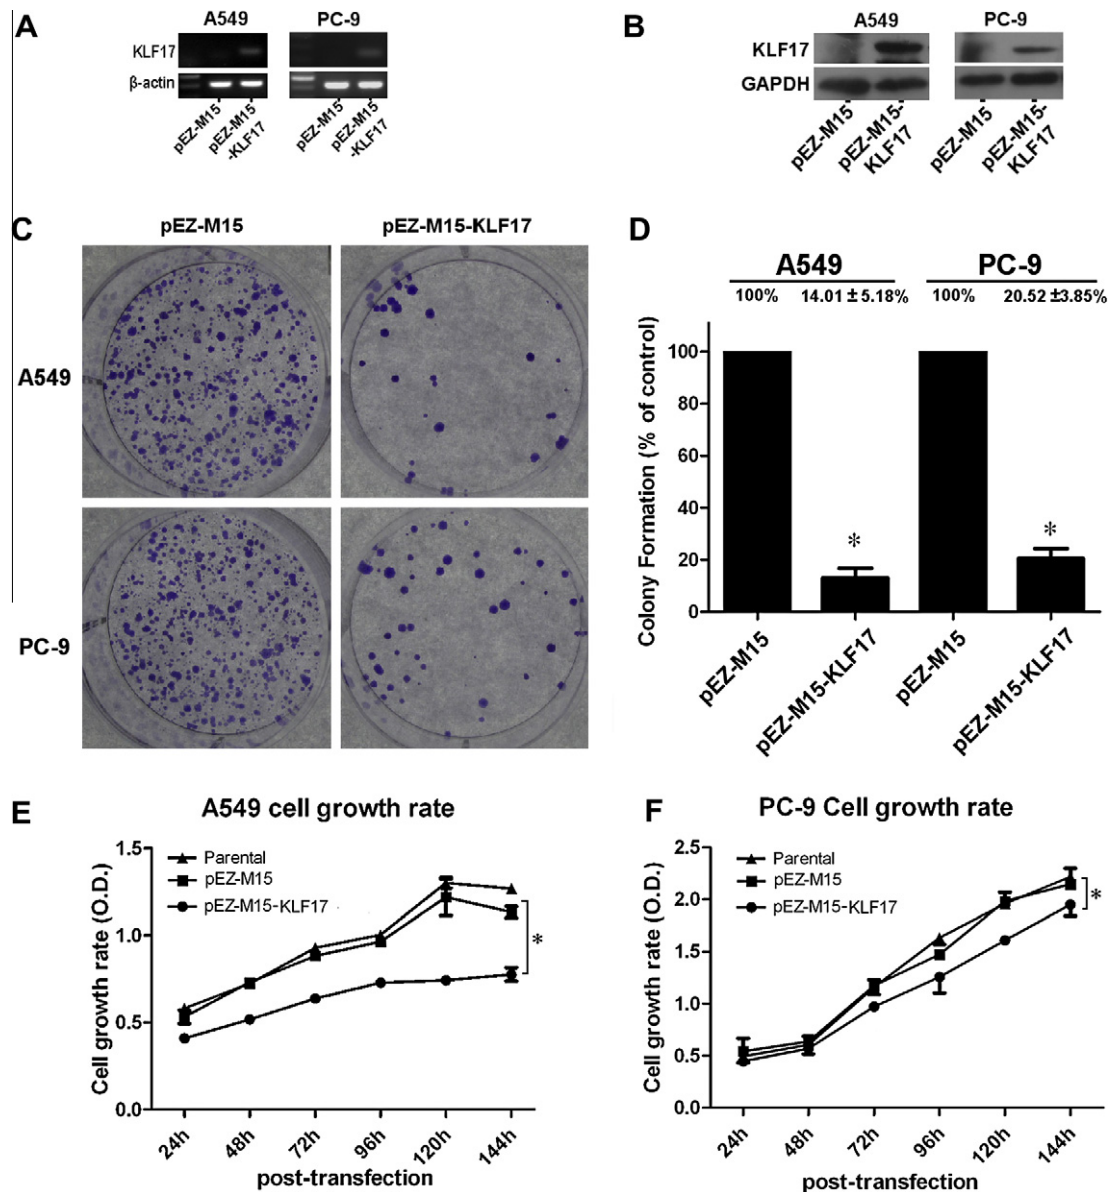 A
A549
PC-9
KLF17
β-actin
pEZ-M15
pEZ-M15
-KLF17
pEZ-M15
pEZ-M15
-KLF17
B
A549
PC-9
KLF17
GAPDH
pEZ-M15
pEZ-M15-
KLF17
pEZ-M15
pEZ-M15-
KLF17
C
pEZ-M15
pEZ-M15-KLF17
A549
PC-9
D
A549
PC-9
100%
14.01 ± 5.18%
100%
20.52 ±3.85%
Colony Formation (% of control)
100
80
60
40
20
0
*
*
pEZ-M15
pEZ-M15-KLF17
pEZ-M15
pEZ-M15-KLF17
E
A549 cell growth rate
Cell growth rate (O.D.)
1.5
1.0
0.5
0.0
Parental
pEZ-M15
pEZ-M15-KLF17
*
24h
48h
72h
96h
120h
144h
post-transfection
F
PC-9 Cell growth rate
Cell growth rate (O.D.)
2.5
2.0
1.5
1.0
0.5
0.0
Parental
pEZ-M15
pEZ-M15-KLF17
*
24h
48h
72h
96h
120h
144h
post-transfection